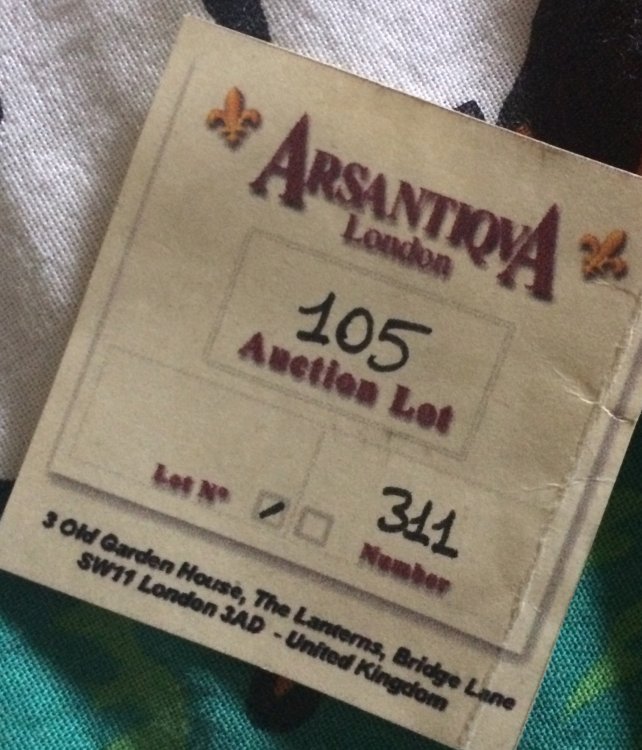 ARSANTIQVA
London
105
Auction Lot
311
Lot Nº
Number
3 Old Garden House, The Lanterns, Bridge Lane
SW11 London 3AD - United Kingdom